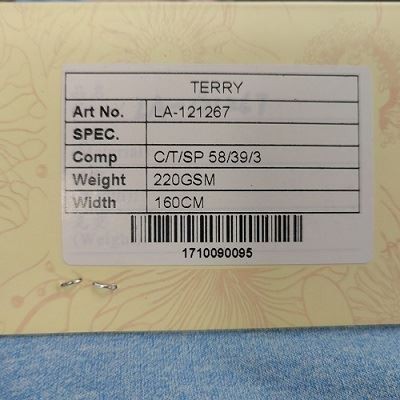 TERRY
Art No. LA-121267
SPEC.
Comp C/T/SP 58/39/3
Weight 220GSM
Width 160CM
1710090095